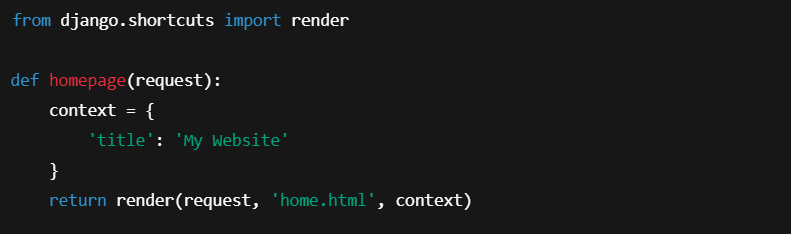 from django.shortcuts import render
def homepage(request):
    context = {
        'title': 'My Website'
    }
    return render(request, 'home.html', context)